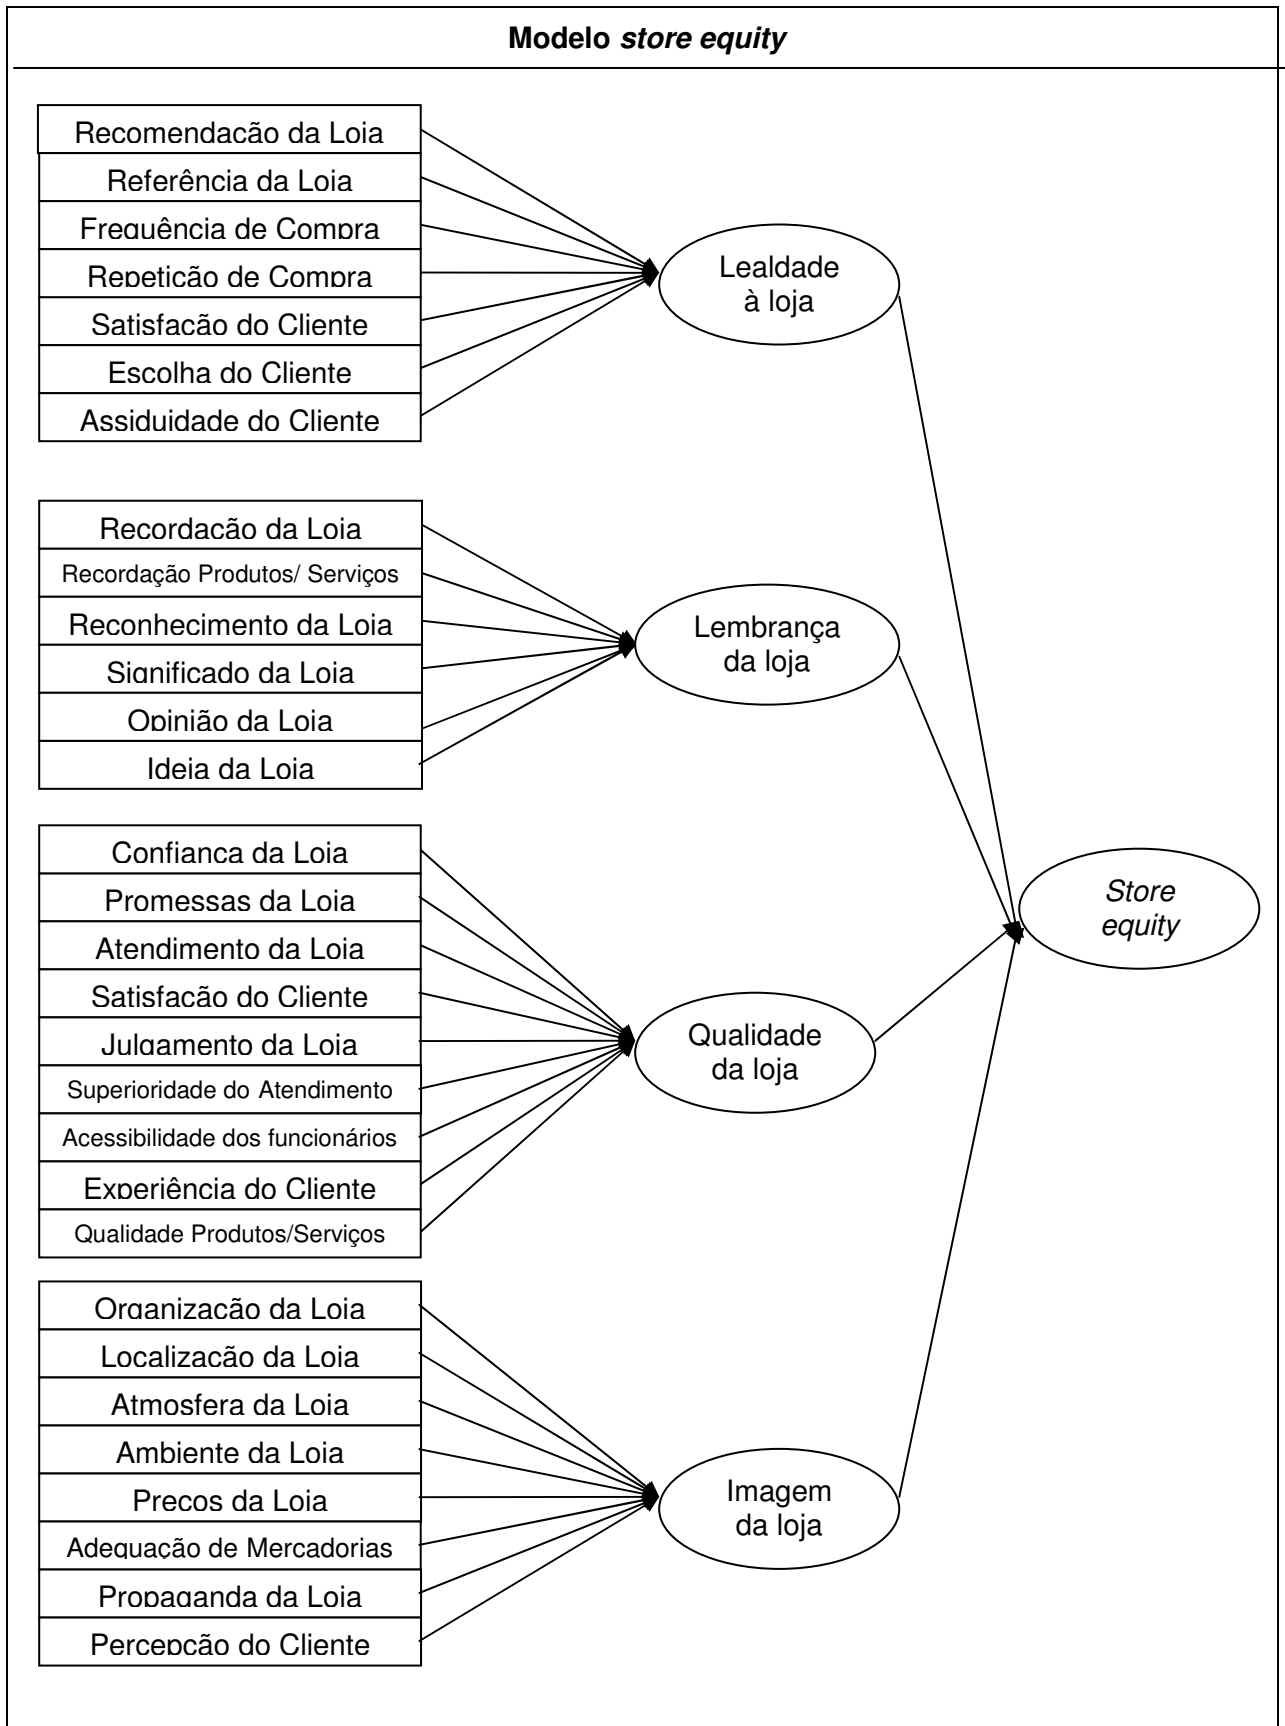 Modelo store equity
Recomendação da Loja
Referência da Loja
Frequência de Compra
Repetição de Compra
Satisfação do Cliente
Escolha do Cliente
Assiduidade do Cliente
Lealdade
à loja
Recordação da Loja
Recordação Produtos/ Serviços
Reconhecimento da Loja
Significado da Loja
Opinião da Loja
Ideia da Loja
Lembrança
da loja
Confiança da Loja
Promessas da Loja
Atendimento da Loja
Satisfação do Cliente
Julgamento da Loja
Superioridade do Atendimento
Acessibilidade dos funcionários
Experiência do Cliente
Qualidade Produtos/Serviços
Qualidade
da loja
Store
equity
Organização da Loja
Localização da Loja
Atmosfera da Loja
Ambiente da Loja
Preços da Loja
Adequação de Mercadorias
Propaganda da Loja
Percepção do Cliente
Imagem
da loja